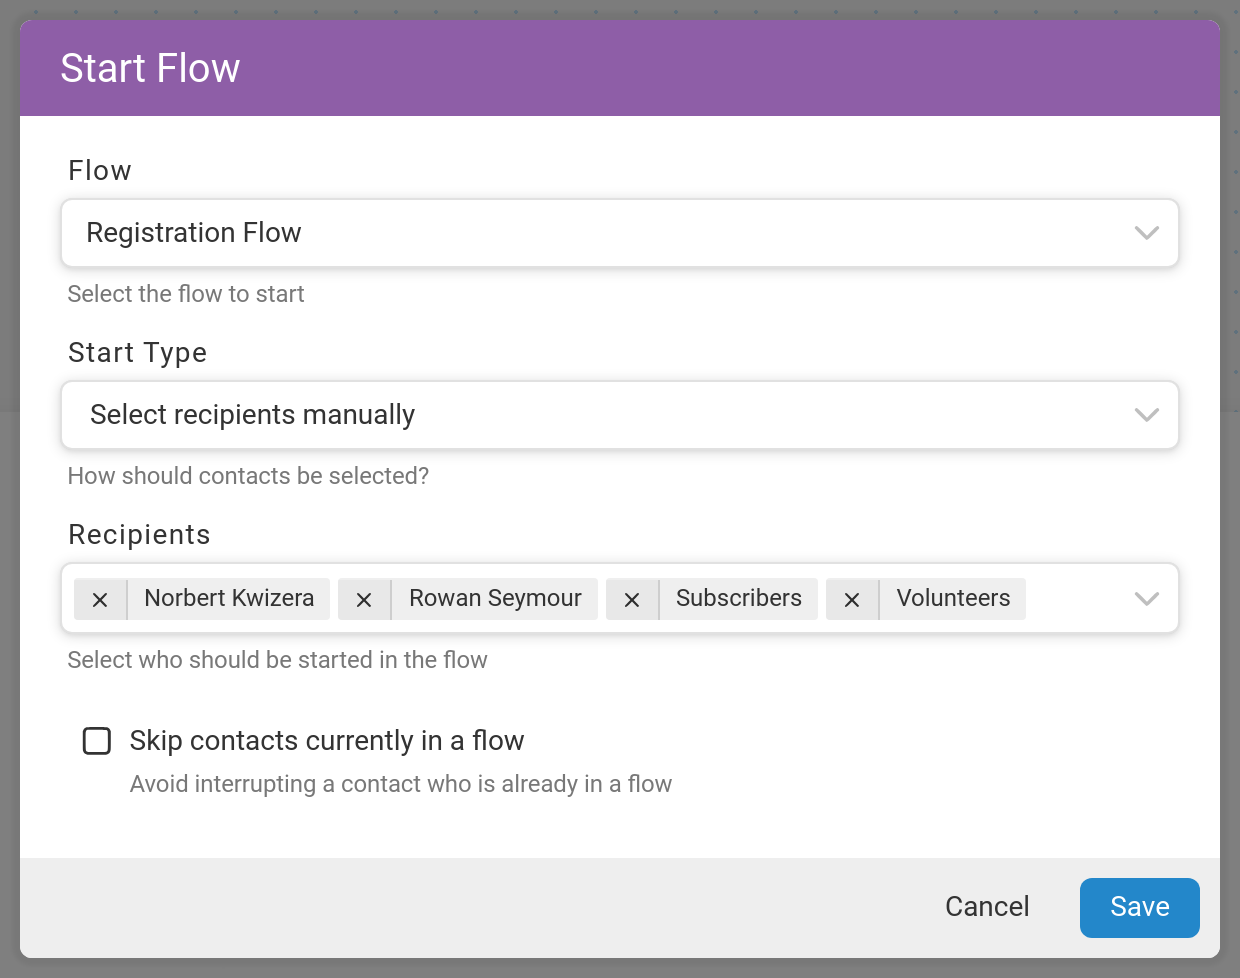 Start Flow
Flow
Registration Flow
Select the flow to start
Start Type
Select recipients manually
How should contacts be selected?
Recipients
Norbert Kwizera Rowan Seymour Subscribers Volunteers
Select who should be started in the flow
Skip contacts currently in a flow
Avoid interrupting a contact who is already in a flow
Cancel Save